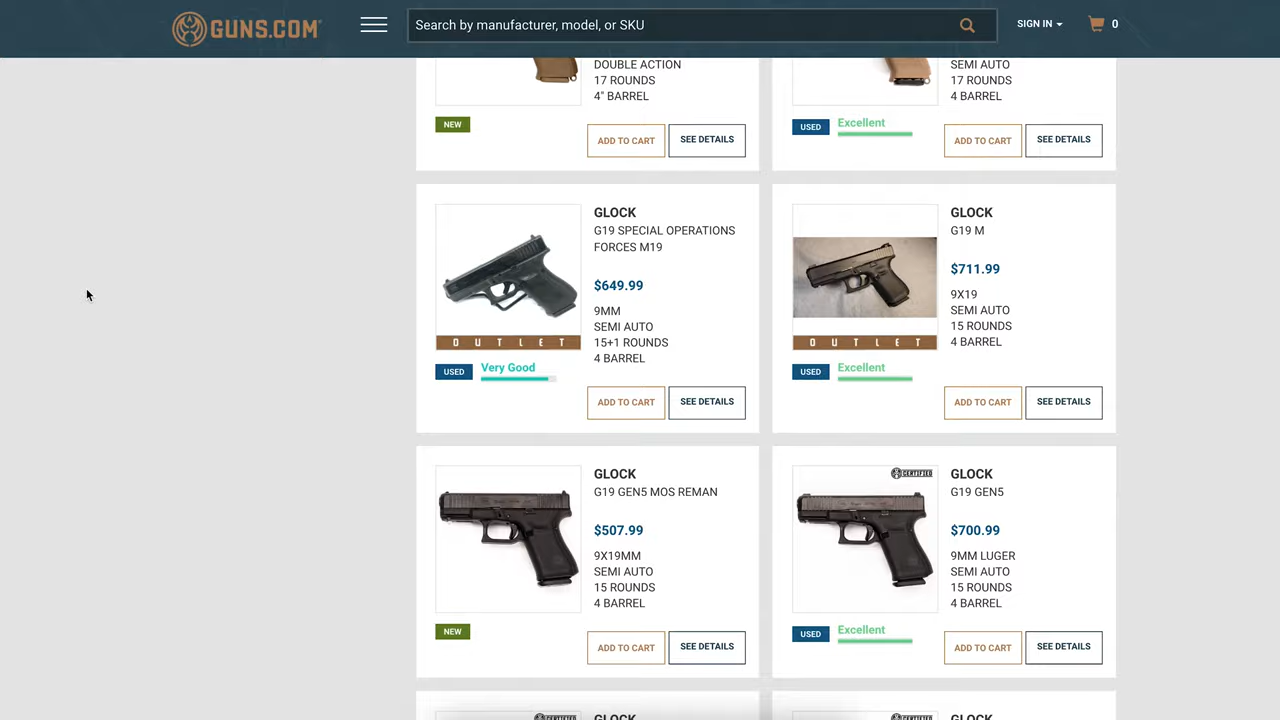 GUNS.COM
Search by manufacturer, model, or SKU
SIGN IN
0
DOUBLE ACTION
17 ROUNDS
4" BARREL
NEW
ADD TO CART
SEE DETAILS
SEMI AUTO
17 ROUNDS
4 BARREL
USED
Excellent
ADD TO CART
SEE DETAILS
GLOCK
G19 SPECIAL OPERATIONS
FORCES M19
$649.99
9MM
SEMI AUTO
15+1 ROUNDS
4 BARREL
OUTLET
USED
Very Good
ADD TO CART
SEE DETAILS
GLOCK
G19 M
$711.99
9X19
SEMI AUTO
15 ROUNDS
4 BARREL
OUTLET
USED
Excellent
ADD TO CART
SEE DETAILS
GLOCK
G19 GEN5 MOS REMAN
$507.99
9X19MM
SEMI AUTO
15 ROUNDS
4 BARREL
NEW
ADD TO CART
SEE DETAILS
CERTIFIED
GLOCK
G19 GEN5
$700.99
9MM LUGER
SEMI AUTO
15 ROUNDS
4 BARREL
USED
Excellent
ADD TO CART
SEE DETAILS
CERTIFIED
GLOCK
CERTIFIED
GLOCK